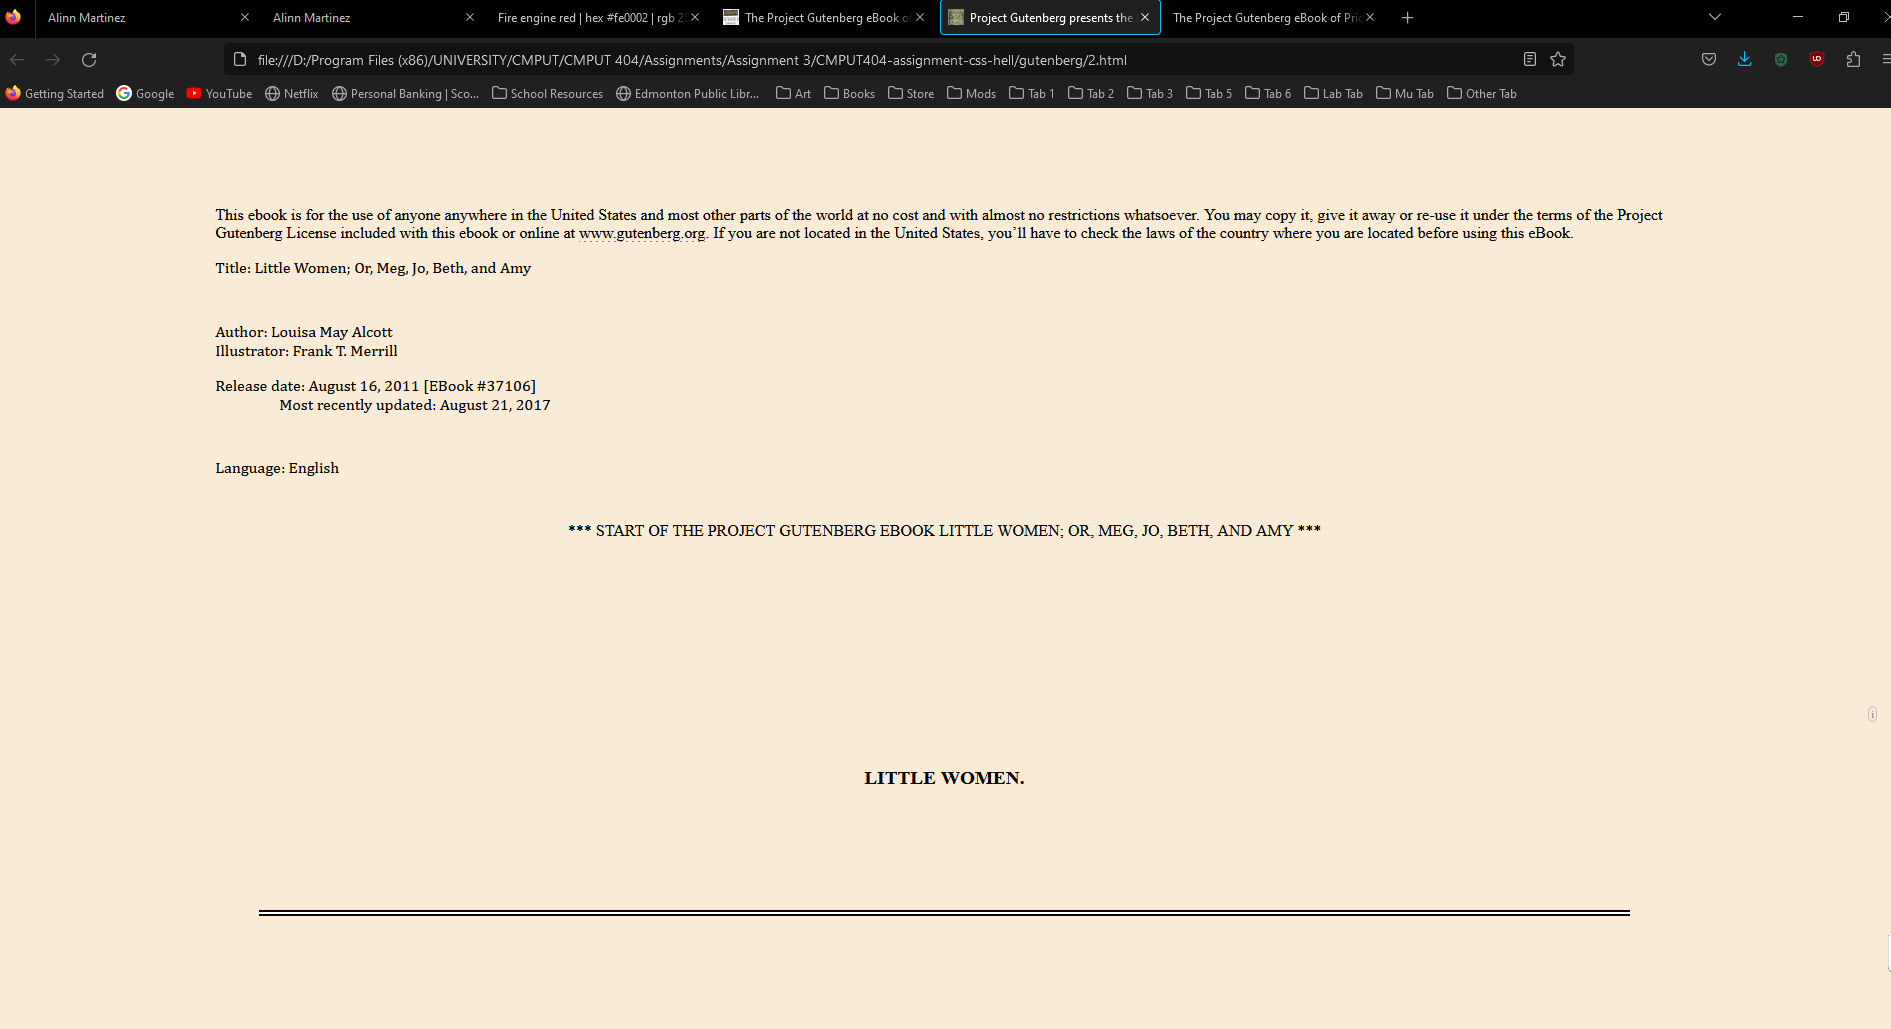 Alinn Martinez
Alinn Martinez
Fire engine red | hex #fe0002 | rgb 25
The Project Gutenberg eBook of
Project Gutenberg presents the
The Project Gutenberg eBook of Prid
file:///D:/Program Files (x86)/UNIVERSITY/CMPUT/CMPUT 404/Assignments/Assignment 3/CMPUT404-assignment-css-hell/gutenberg/2.html
Getting Started Google YouTube Netflix Personal Banking | Sco... School Resources Edmonton Public Libr... Art Books Store Mods Tab 1 Tab 2 Tab 3 Tab 5 Tab 6 Lab Tab Mu Tab Other Tab
This ebook is for the use of anyone anywhere in the United States and most other parts of the world at no cost and with almost no restrictions whatsoever. You may copy it, give it away or re-use it under the terms of the Project
Gutenberg License included with this ebook or online at www.gutenberg.org. If you are not located in the United States, you’ll have to check the laws of the country where you are located before using this eBook.
Title: Little Women; Or, Meg, Jo, Beth, and Amy
Author: Louisa May Alcott
Illustrator: Frank T. Merrill
Release date: August 16, 2011 [EBook #37106]
Most recently updated: August 21, 2017
Language: English
*** START OF THE PROJECT GUTENBERG EBOOK LITTLE WOMEN; OR, MEG, JO, BETH, AND AMY ***
i
LITTLE WOMEN.